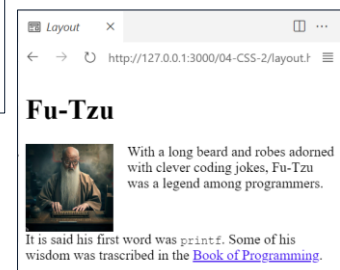 Layout
http://127.0.0.1:3000/04-CSS-2/layout.h
Fu-Tzu
With a long beard and robes adorned
with clever coding jokes, Fu-Tzu
was a legend among programmers.
It is said his first word was printf. Some of his
wisdom was trascribed in the Book of Programming.